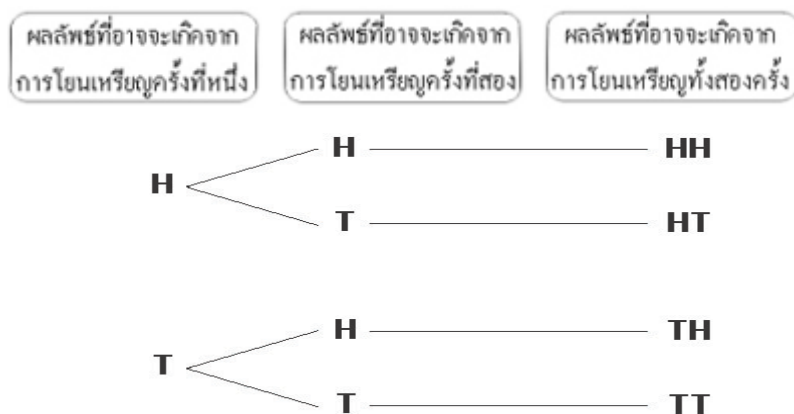 ผลลัพธ์ที่อาจจะเกิดจาก
การโยนเหรียญครั้งที่หนึ่ง
ผลลัพธ์ที่อาจจะเกิดจาก
การโยนเหรียญครั้งที่สอง
ผลลัพธ์ที่อาจจะเกิดจาก
การโยนเหรียญทั้งสองครั้ง
H
H
HH
T
HT
T
H
TH
T
TT